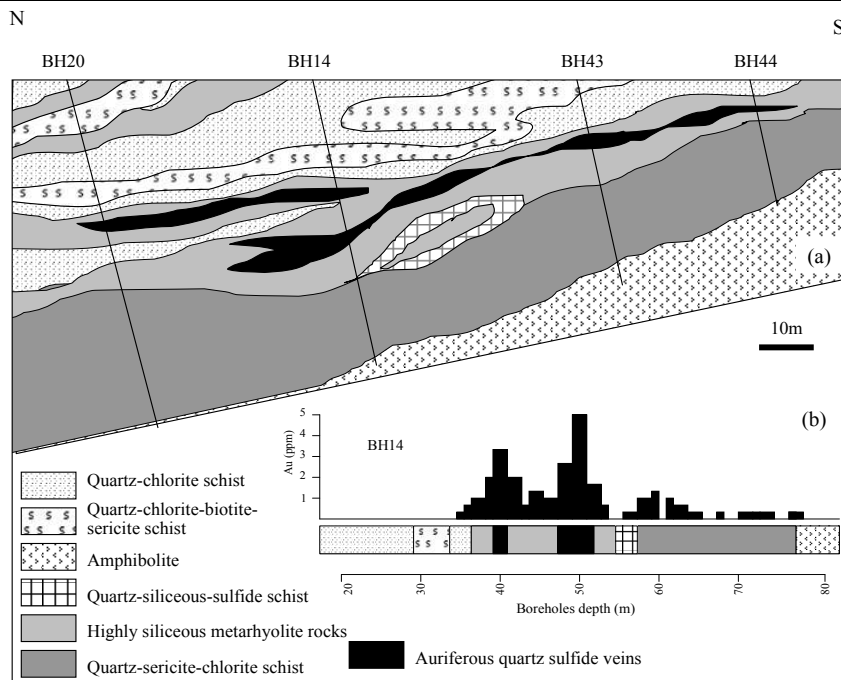 N
S
BH20
BH14
BH43
BH44
(a)
10m
(b)
5
4
3
2
1
Au (ppm)
BH14
Quartz-chlorite schist
Quartz-chlorite-biotite-
sericite schist
Amphibolite
Quartz-siliceous-sulfide schist
Highly siliceous metarhyolite rocks
Quartz-sericite-chlorite schist
20
30
40
50
60
70
80
Boreholes depth (m)
Auriferous quartz sulfide veins